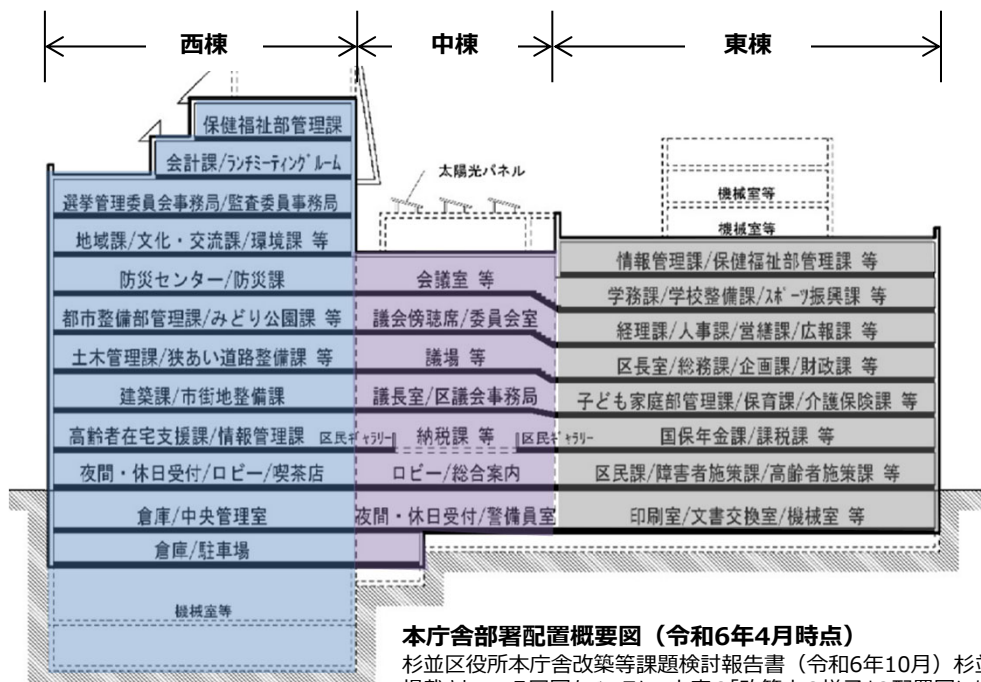 西棟 中棟 東棟
保健福祉部管理課
会計課/ランチミーティングルーム
選挙管理委員会事務局/監査委員事務局
地域課/文化・交流課/環境課 等
防災センター/防災課
都市整備部管理課/みどり公園課 等
土木管理課/狭あい道路整備課 等
建築課/市街地整備課
高齢者在宅支援課/情報管理課
夜間・休日受付/ロビー/喫茶店
倉庫/中央管理室
倉庫/駐車場
機械室等
太陽光パネル
会議室 等
議会傍聴席/委員会室
議場 等
議長室/区議会事務局
区民ギャラリー 納税課 等 区民ギャラリー
ロビー/総合案内
夜間・休日受付/警備員室
機械室等
機械室等
情報管理課/保健福祉部管理課 等
学務課/学校整備課/スポーツ振興課 等
経理課/人事課/営繕課/広報課 等
区長室/総務課/企画課/財政課 等
子ども家庭部管理課/保育課/介護保険課 等
国保年金課/課税課 等
区民課/障害者施策課/高齢者施策課 等
印刷室/文書交換室/機械室 等
本庁舎部署配置概要図（令和6年4月時点）
杉並区役所本庁舎改築等課題検討報告書（令和6年10月）杉並